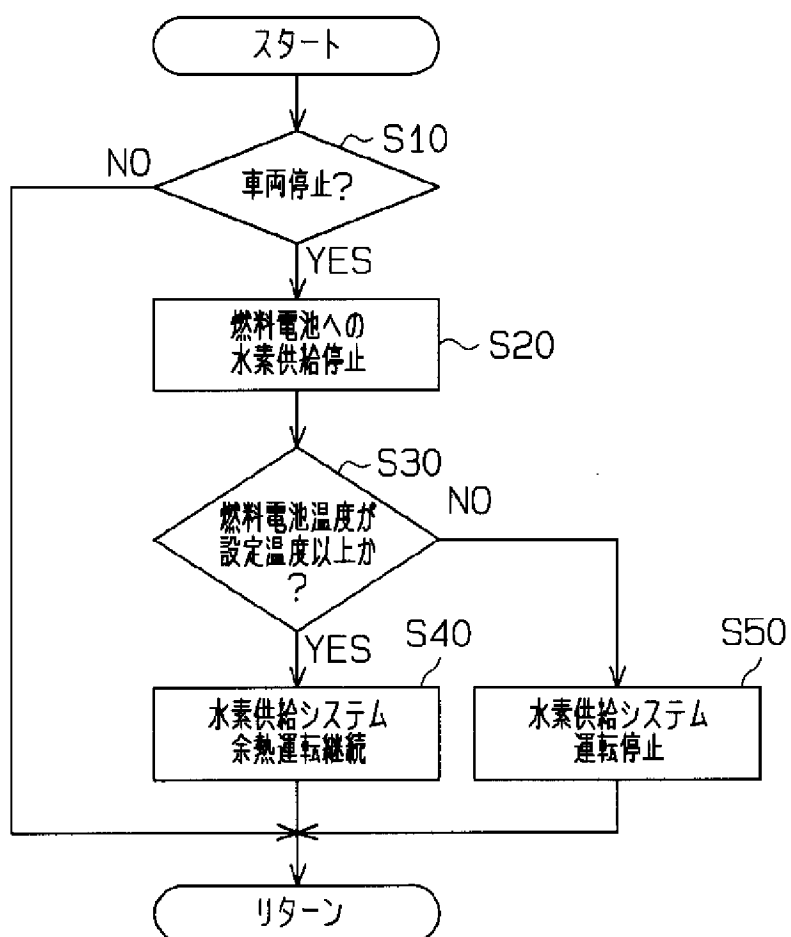 スタート
S10
NO
車両停止?
YES
燃料電池への
水素供給停止
S20
S30
NO
燃料電池温度が
設定温度以上か
?
YES
S40
S50
水素供給システム
余熱運転継続
水素供給システム
運転停止
リターン